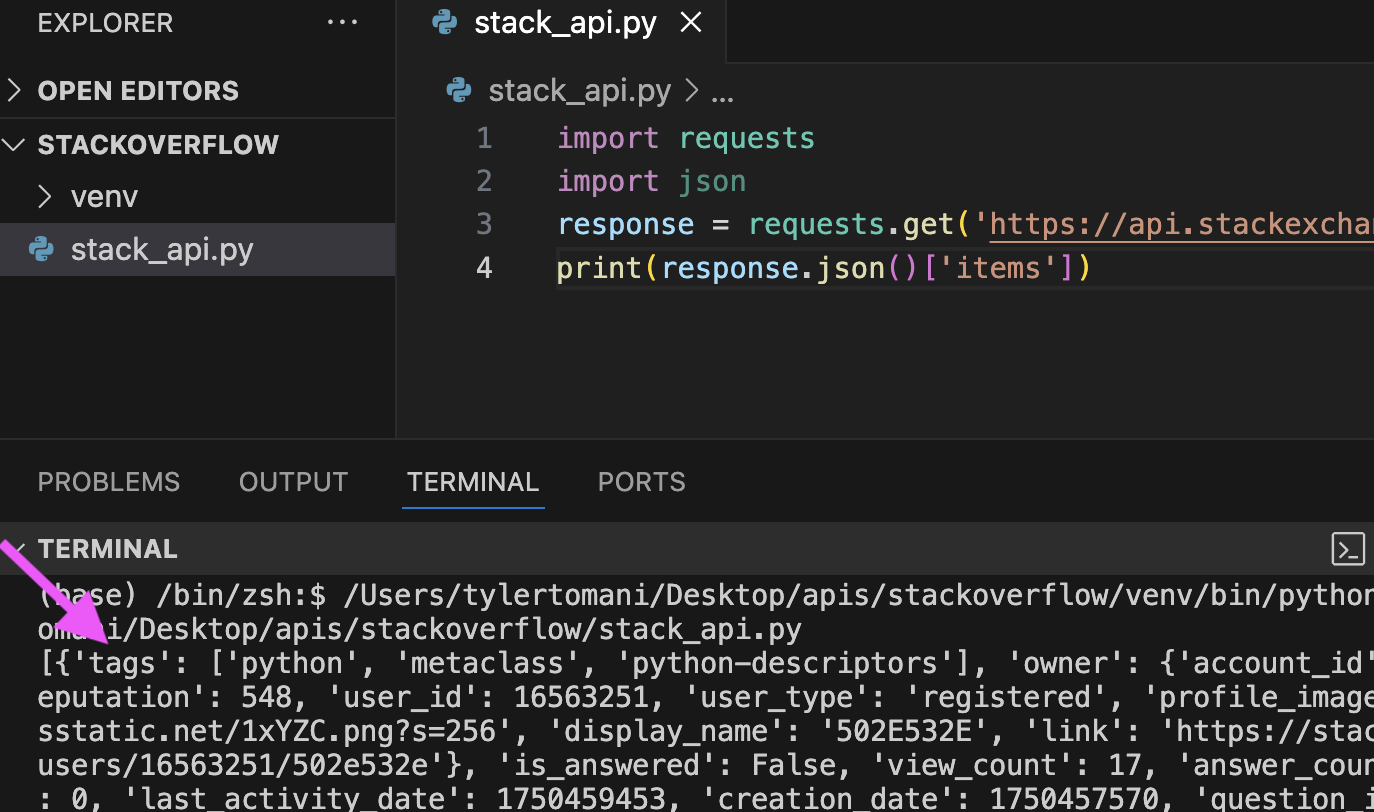 EXPLORER ...
stack_api.py
OPEN EDITORS
stack_api.py > ...
STACKOVERFLOW
venv
stack_api.py
1 import requests
2 import json
3 response = requests.get('https://api.stackexcha
4 print(response.json()['items'])
PROBLEMS OUTPUT TERMINAL PORTS
TERMINAL
(base) /bin/zsh:$ /Users/tylertomani/Desktop/apis/stackoverflow/venv/bin/python
omani/Desktop/apis/stackoverflow/stack_api.py
[{'tags': ['python', 'metaclass', 'python-descriptors'], 'owner': {'account_id'
eputation': 548, 'user_id': 16563251, 'user_type': 'registered', 'profile_image
sstatic.net/1xYZC.png?s=256', 'display_name': '502E532E', 'link': 'https://stac
users/16563251/502e532e'}, 'is_answered': False, 'view_count': 17, 'answer_coun
: 0, 'last_activity_date': 1750459453, 'creation_date': 1750457570, 'question_i